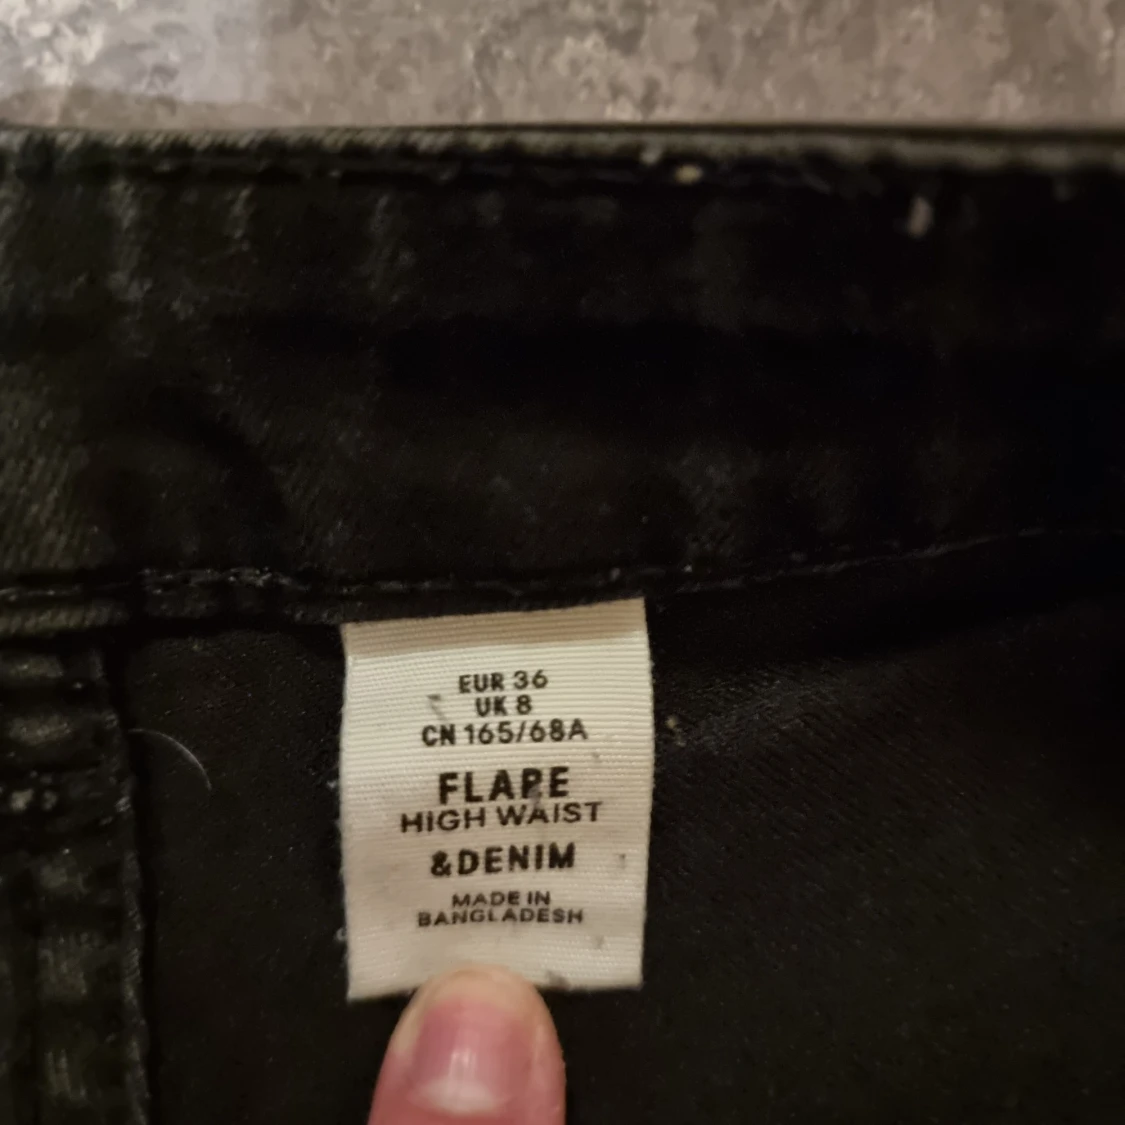 EUR 36
UK 8
CN 165/68A
FLARE
HIGH WAIST
&DENIM
MADE IN
BANGLADESH